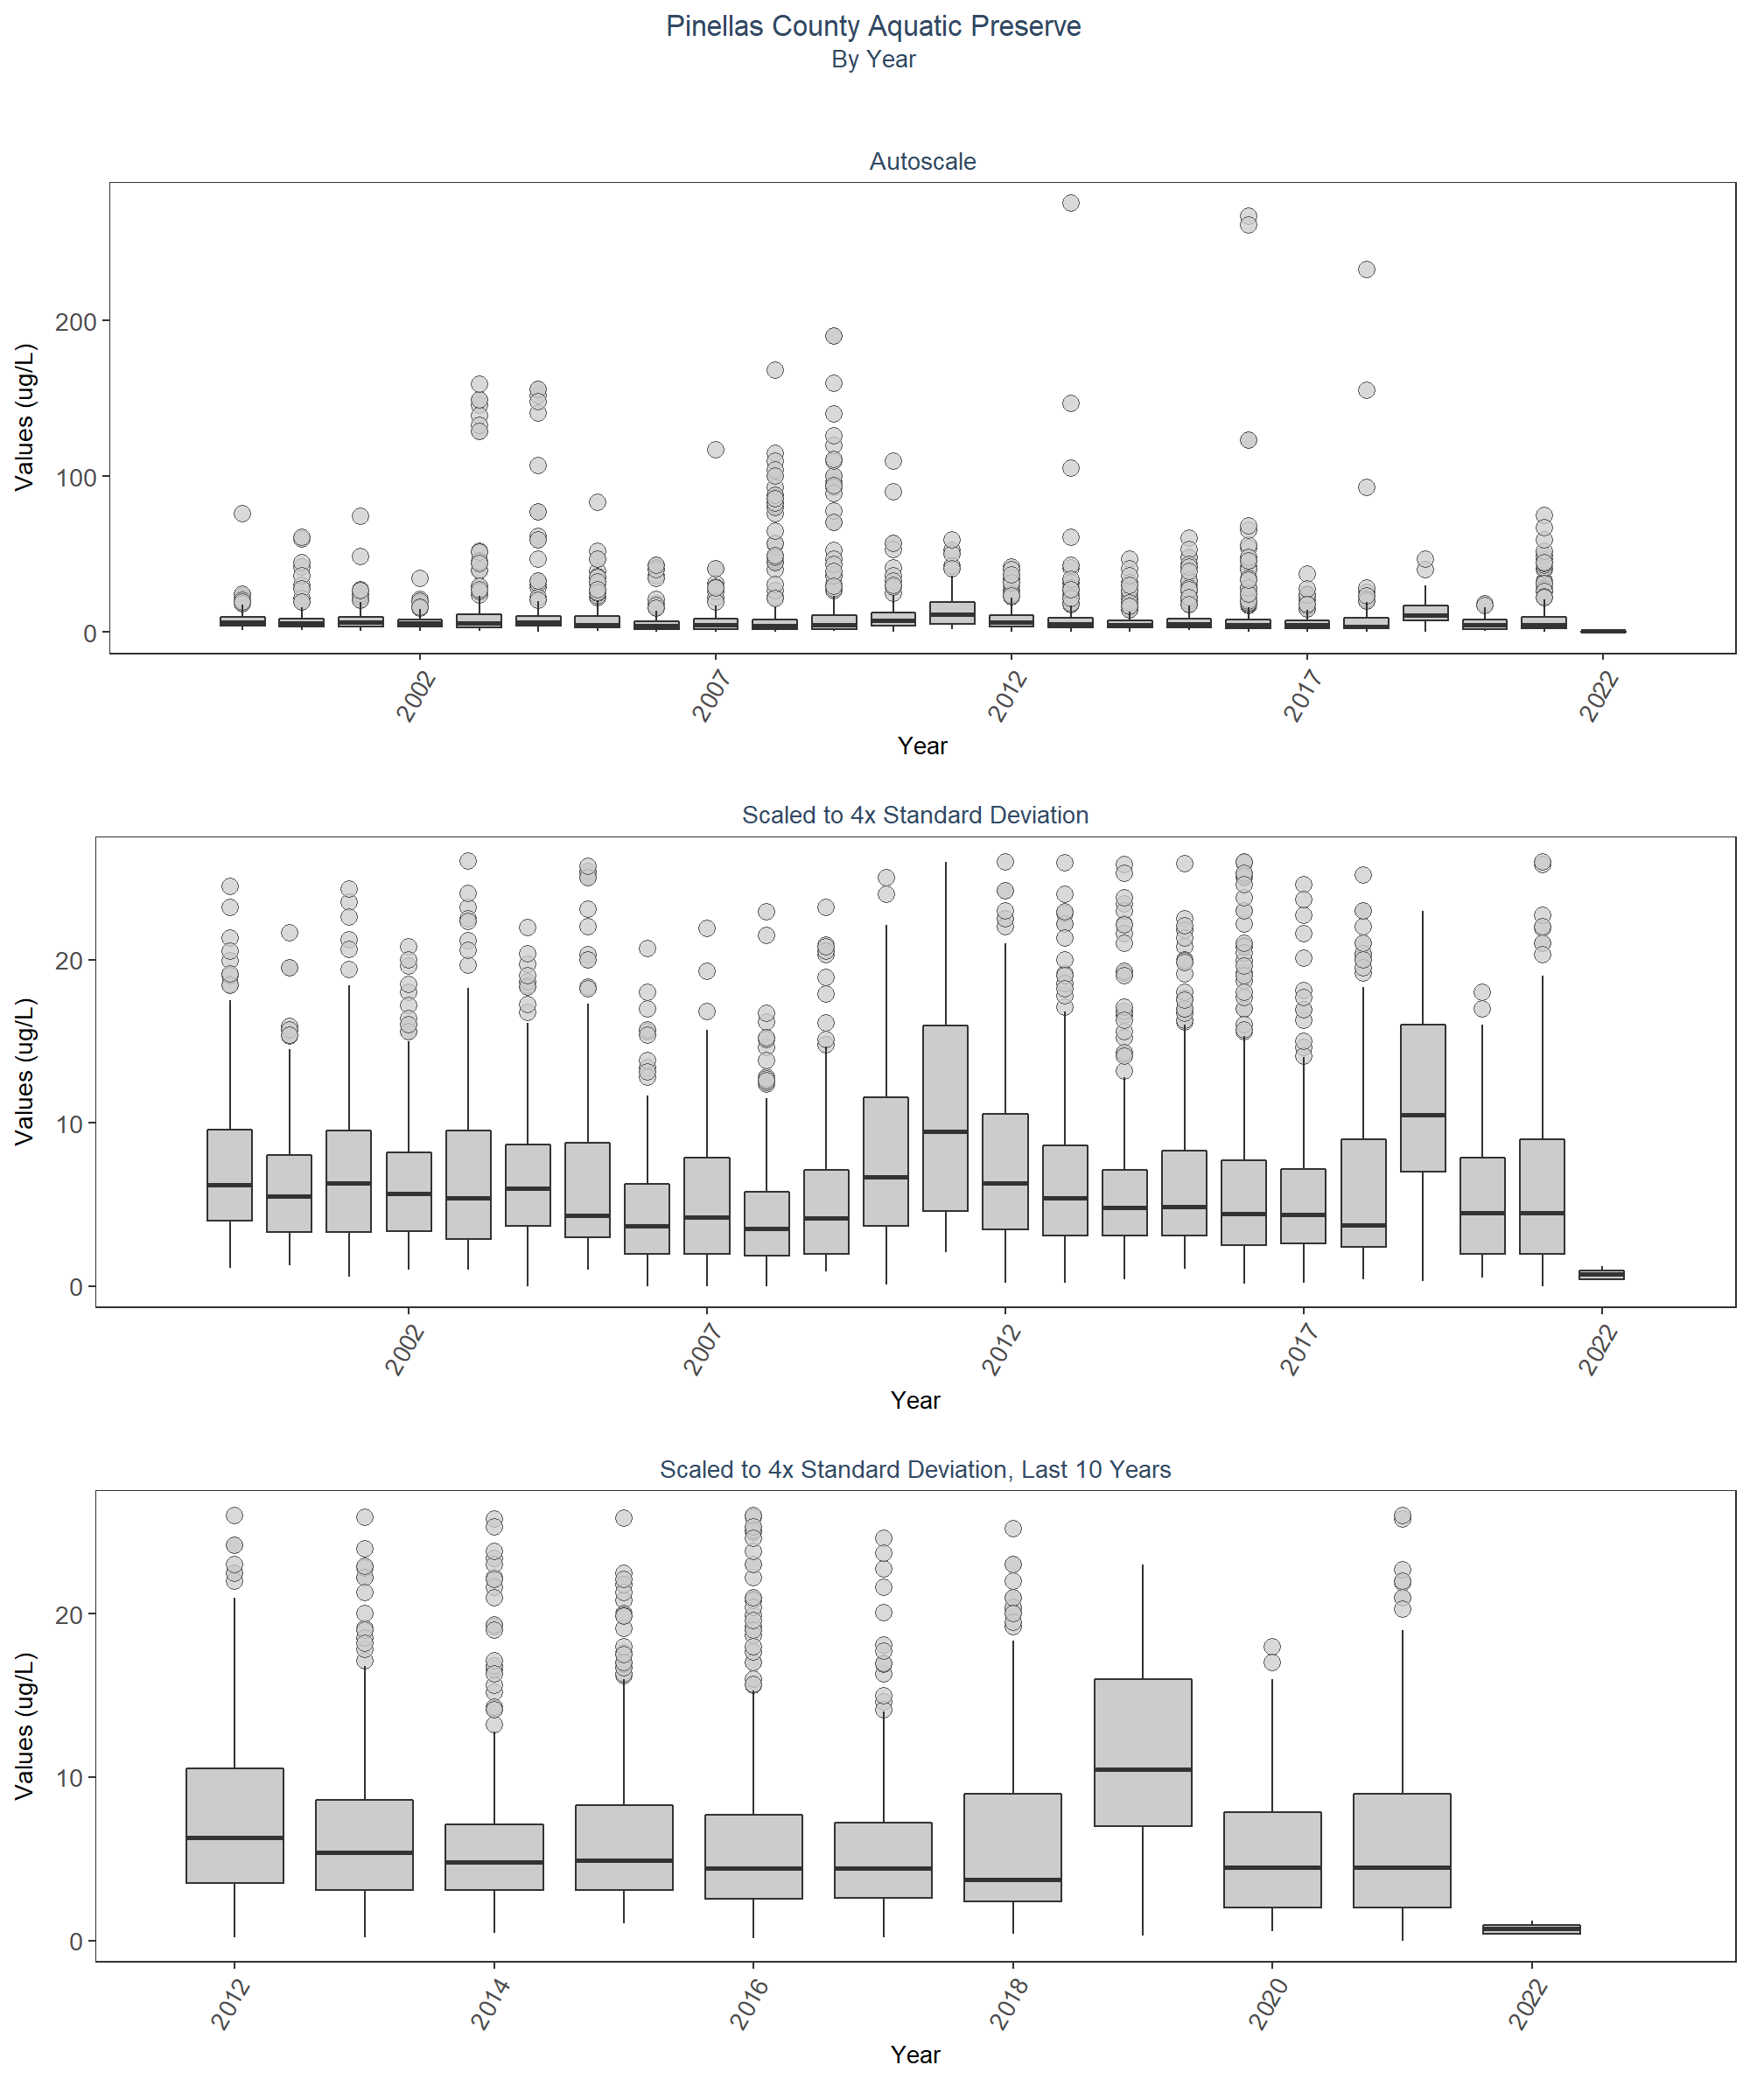 Pinellas County Aquatic Preserve
By Year
Autoscale
Values (ug/L)
200
100
0
2002
2007
2012
2017
2022
Year
Scaled to 4x Standard Deviation
Values (ug/L)
20
10
0
2002
2007
2012
2017
2022
Year
Scaled to 4x Standard Deviation, Last 10 Years
Values (ug/L)
20
10
0
2012
2014
2016
2018
2020
2022
Year